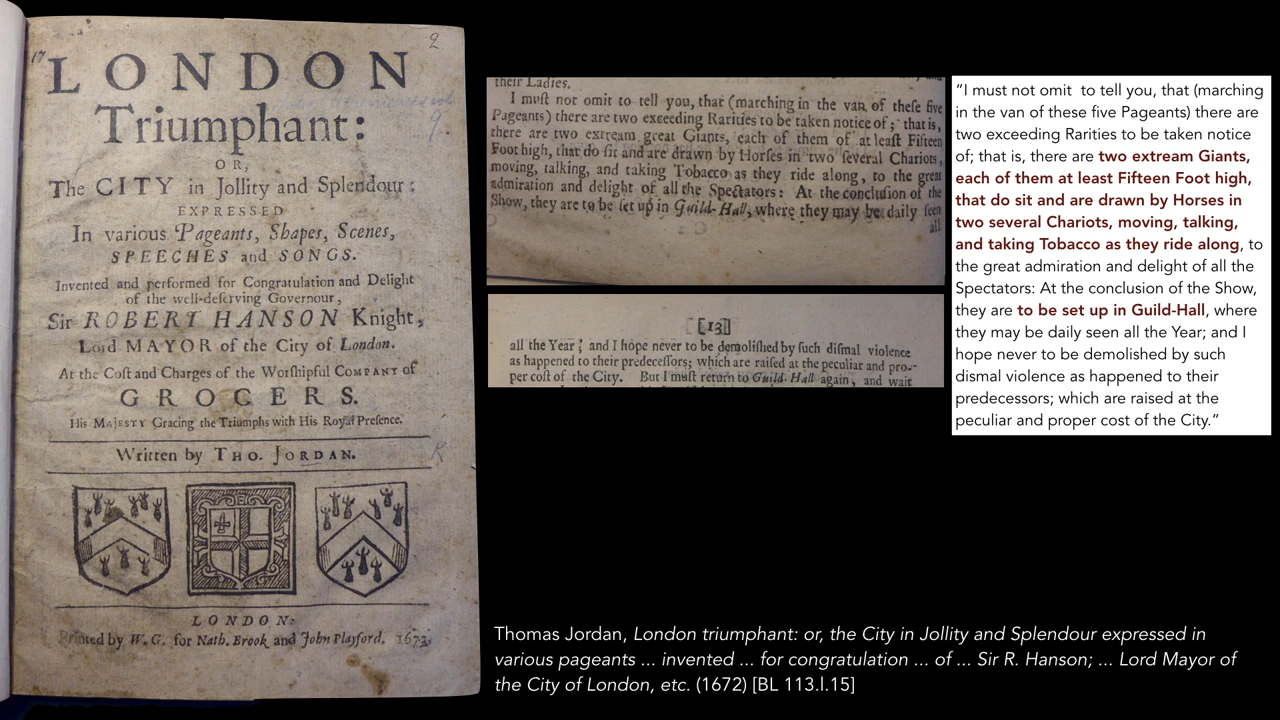 17
2
LONDON
Triumphant:
OR,
The CITY in Jollity and Splendour:
EXPRESSED
In various Pageants, Shapes, Scenes,
SPEECHES and SONGS.
Invented and performed for Congratulation and Delight
of the well-deſerving Governour,
Sir ROBERT HANSON Knight,
Lord MAYOR of the City of London.
At the Coſt and Charges of the Worſhipful COMPANY of
GROCERS.
His MAJESTY Gracing the Triumphs with His Royal Preſence.
Written by THO. JORDAN.
LONDON:
Printed by W. G. for Nath. Brook and John Playford. 1672.
their Ladies.
I muſt not omit to tell you, that (marching in the van of theſe five
Pageants) there are two exceeding Rarities to be taken notice of; that is,
there are two extream great Giants, each of them of at leaſt Fifteen
Foot high, that do ſit and are drawn by Horſes in two ſeveral Chariots,
moving, talking, and taking Tobacco as they ride along, to the great
admiration and delight of all the Spectators: At the concluſion of the
Show, they are to be ſet up in Guild-Hall, where they may be daily ſeen
all
[13]
all the Year; and I hope never to be demoliſhed by ſuch diſmal violence
as happened to their predeceſſors; which are raiſed at the peculiar and pro-
per coſt of the City. But I muſt return to Guild-Hall again, and wait
“I must not omit to tell you, that (marching
in the van of these five Pageants) there are
two exceeding Rarities to be taken notice
of; that is, there are two extream Giants,
each of them at least Fifteen Foot high,
that do sit and are drawn by Horses in
two several Chariots, moving, talking,
and taking Tobacco as they ride along, to
the great admiration and delight of all the
Spectators: At the conclusion of the Show,
they are to be set up in Guild-Hall, where
they may be daily seen all the Year; and I
hope never to be demolished by such
dismal violence as happened to their
predecessors; which are raised at the
peculiar and proper cost of the City.”
Thomas Jordan, London triumphant: or, the City in Jollity and Splendour expressed in
various pageants ... invented ... for congratulation ... of ... Sir R. Hanson; ... Lord Mayor of
the City of London, etc. (1672) [BL 113.l.15]